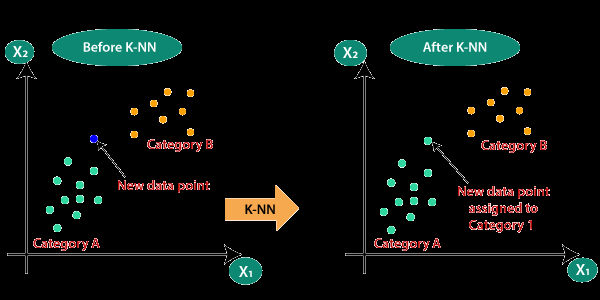 Before K-NN
X₂
Category B
New data point
Category A
X₁
K-NN
After K-NN
X₂
Category B
New data point
assigned to
Category 1
Category A
X₁